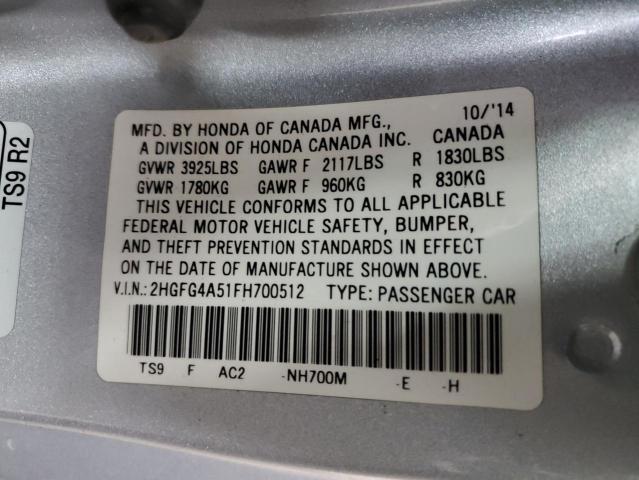 10/'14
MFD. BY HONDA OF CANADA MFG.,
A DIVISION OF HONDA CANADA INC. CANADA
GVWR 3925LBS GAWR F 2117LBS R 1830LBS
GVWR 1780KG GAWR F 960KG R 830KG
THIS VEHICLE CONFORMS TO ALL APPLICABLE
FEDERAL MOTOR VEHICLE SAFETY, BUMPER,
AND THEFT PREVENTION STANDARDS IN EFFECT
ON THE DATE OF MANUFACTURE SHOWN ABOVE.
V.I.N.: 2HGFG4A51FH700512 TYPE: PASSENGER CAR
TS9 F AC2 -NH700M -E -H
TS9 R2